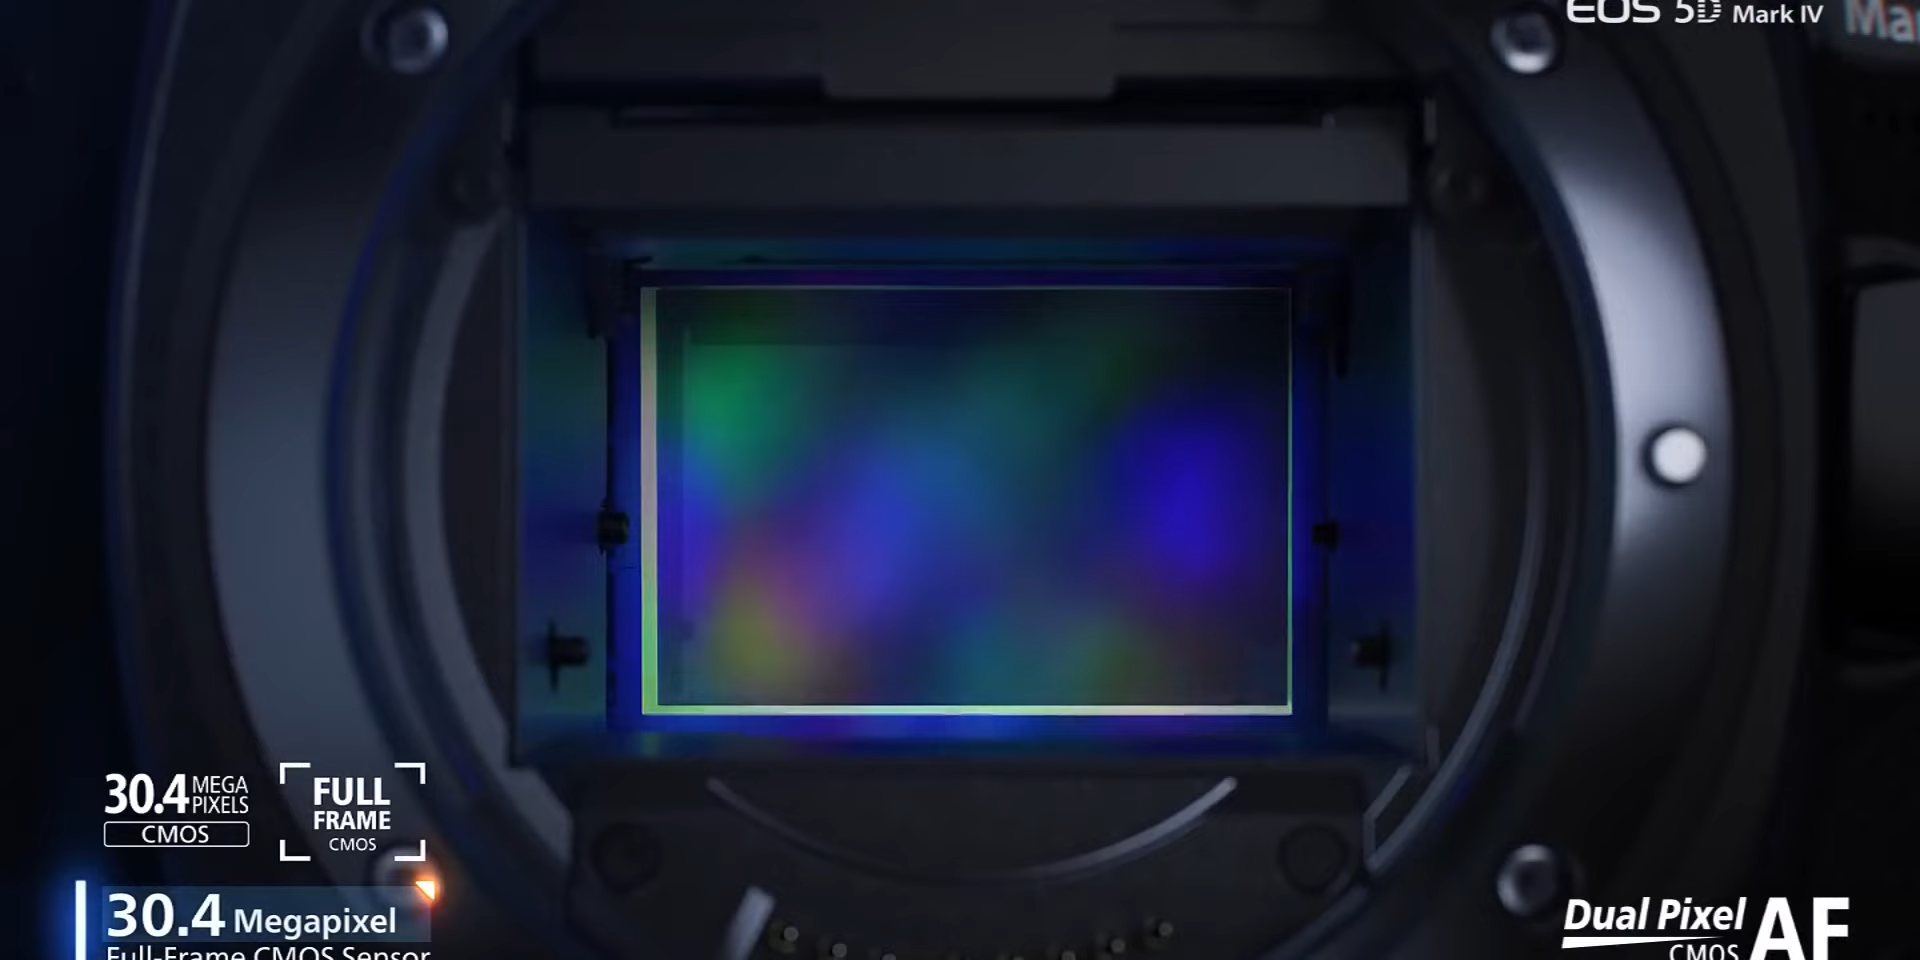 EOS 5D Mark IV
30.4 MEGA PIXELS
CMOS
FULL
FRAME
CMOS
30.4 Megapixel
Full-Frame CMOS Sensor
Dual Pixel
CMOS AF